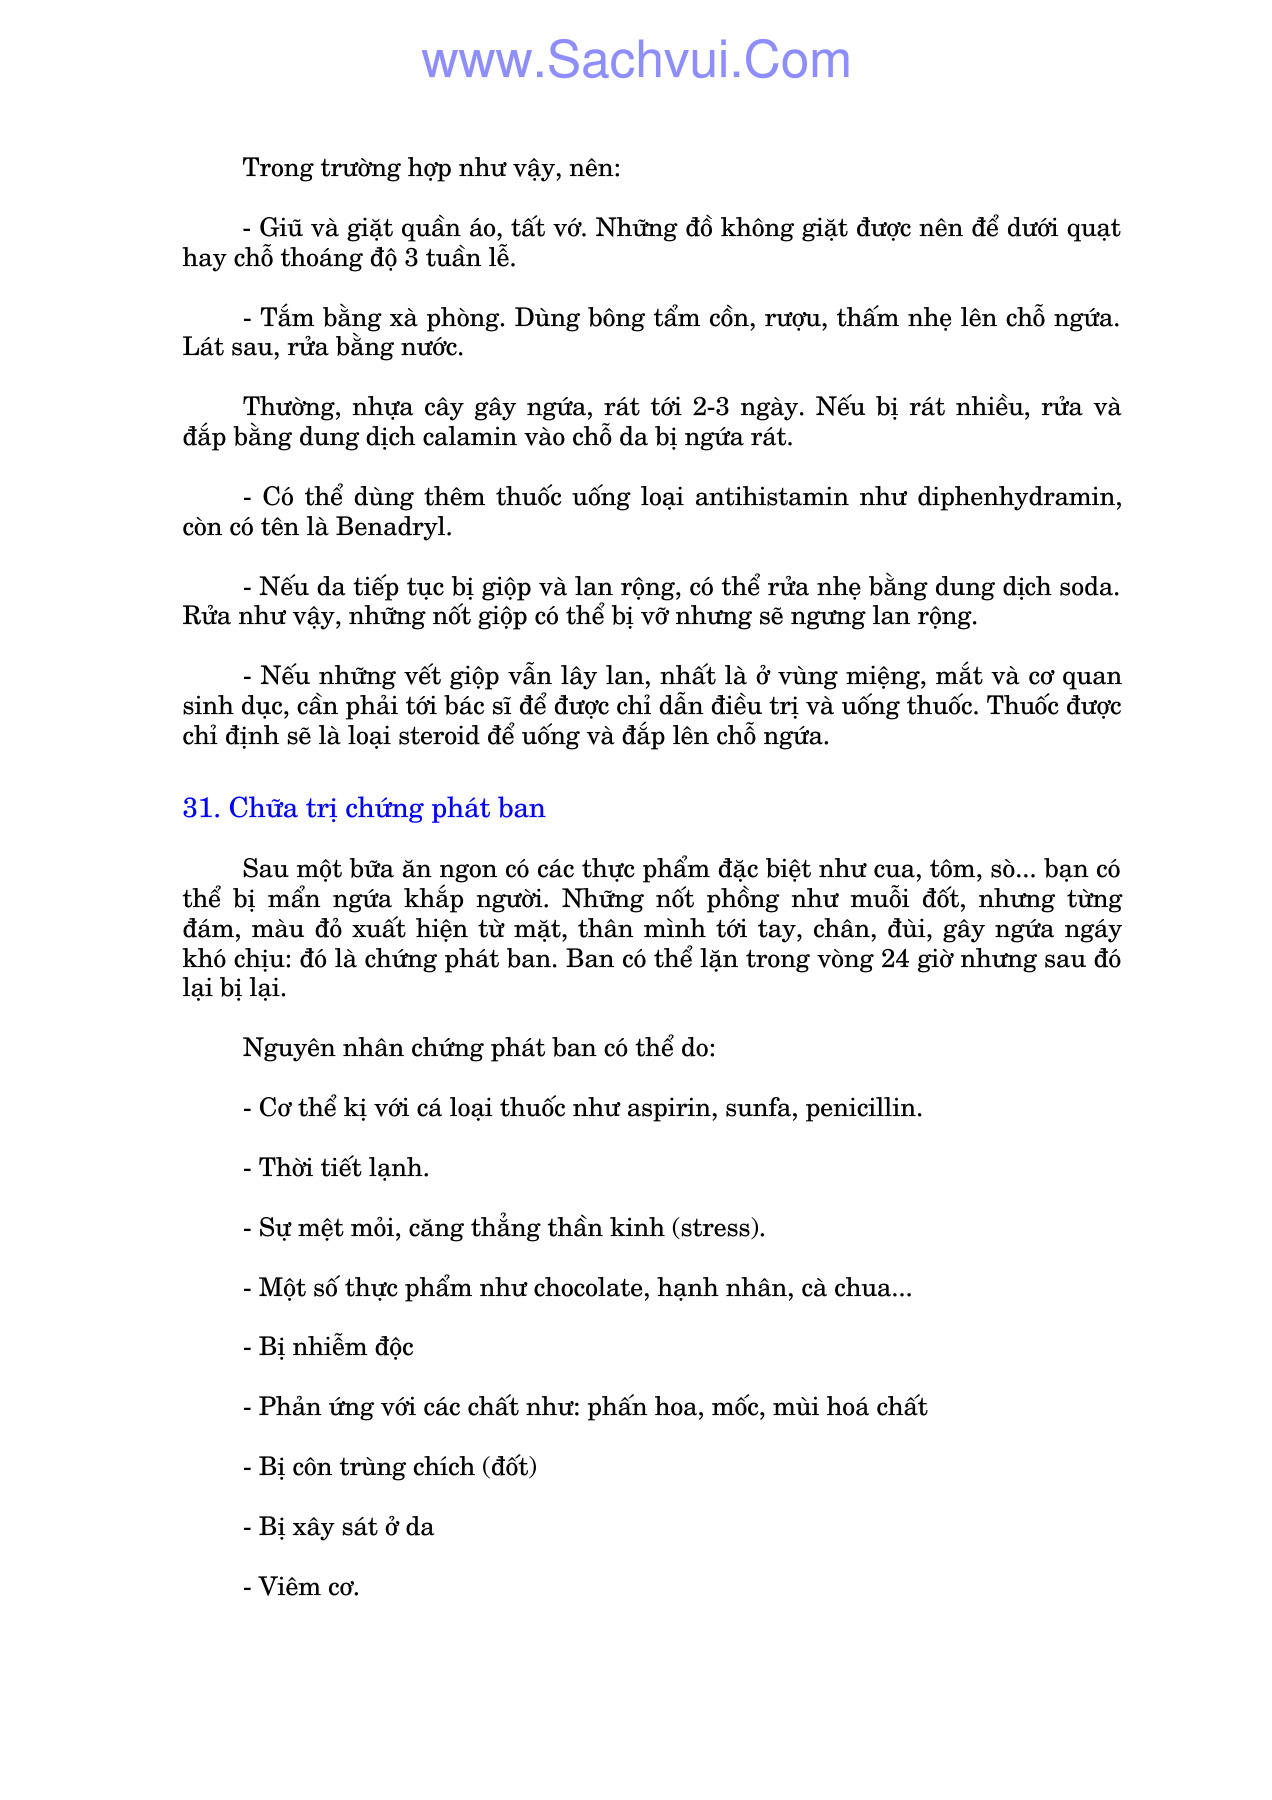 www.Sachvui.Com
Trong trường hợp như vậy, nên:
- Giũ và giặt quần áo, tất vớ. Những đồ không giặt được nên để dưới quạt
hay chỗ thoáng độ 3 tuần lễ.
- Tắm bằng xà phòng. Dùng bông tẩm cồn, rượu, thấm nhẹ lên chỗ ngứa.
Lát sau, rửa bằng nước.
Thường, nhựa cây gây ngứa, rát tới 2-3 ngày. Nếu bị rát nhiều, rửa và
đắp bằng dung dịch calamin vào chỗ da bị ngứa rát.
- Có thể dùng thêm thuốc uống loại antihistamin như diphenhydramin,
còn có tên là Benadryl.
- Nếu da tiếp tục bị giộp và lan rộng, có thể rửa nhẹ bằng dung dịch soda.
Rửa như vậy, những nốt giộp có thể bị vỡ nhưng sẽ ngưng lan rộng.
- Nếu những vết giộp vẫn lây lan, nhất là ở vùng miệng, mắt và cơ quan
sinh dục, cần phải tới bác sĩ để được chỉ dẫn điều trị và uống thuốc. Thuốc được
chỉ định sẽ là loại steroid để uống và đắp lên chỗ ngứa.
31. Chữa trị chứng phát ban
Sau một bữa ăn ngon có các thực phẩm đặc biệt như cua, tôm, sò... bạn có
thể bị mẩn ngứa khắp người. Những nốt phồng như muỗi đốt, nhưng từng
đám, màu đỏ xuất hiện từ mặt, thân mình tới tay, chân, đùi, gây ngứa ngáy
khó chịu: đó là chứng phát ban. Ban có thể lặn trong vòng 24 giờ nhưng sau đó
lại bị lại.
Nguyên nhân chứng phát ban có thể do:
- Cơ thể kị với cá loại thuốc như aspirin, sunfa, penicillin.
- Thời tiết lạnh.
- Sự mệt mỏi, căng thẳng thần kinh (stress).
- Một số thực phẩm như chocolate, hạnh nhân, cà chua...
- Bị nhiễm độc
- Phản ứng với các chất như: phấn hoa, mốc, mùi hoá chất
- Bị côn trùng chích (đốt)
- Bị xây sát ở da
- Viêm cơ.